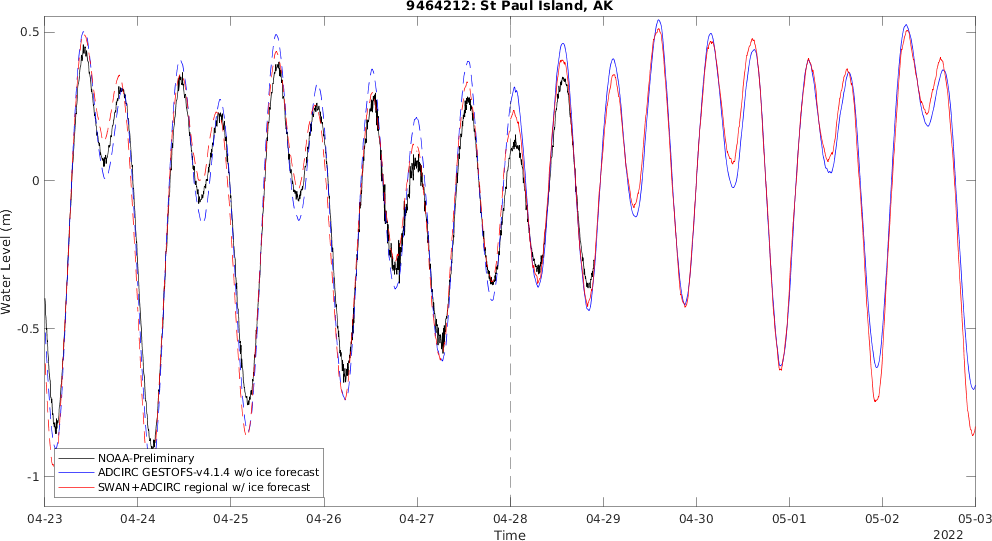 9464212: St Paul Island, AK
Water Level (m)
0.5
0
-0.5
-1
NOAA-Preliminary
ADCIRC GESTOFS-v4.1.4 w/o ice forecast
SWAN+ADCIRC regional w/ ice forecast
04-23 04-24 04-25 04-26 04-27 04-28 04-29 04-30 05-01 05-02 05-03
Time
2022